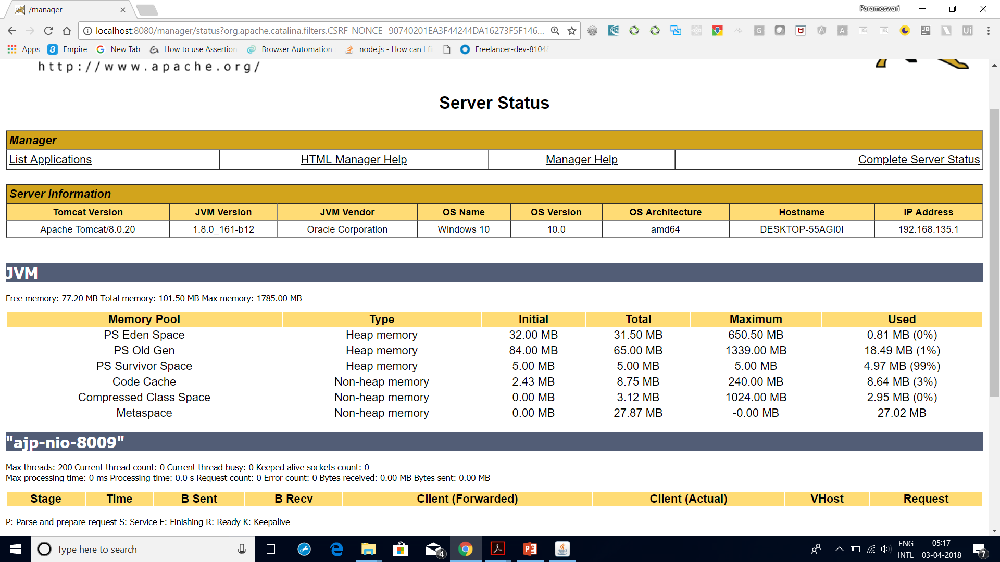 /manager
Parameswari
localhost:8080/manager/status?org.apache.catalina.filters.CSRF_NONCE=90740201EA3F44244DA16273F5F146...
Apps Empire New Tab How to use Assertion Browser Automation node.js - How can I fi Freelancer-dev-81048
http://www.apache.org/
Server Status
Manager
List Applications HTML Manager Help Manager Help Complete Server Status
Server Information
Tomcat Version JVM Version JVM Vendor OS Name OS Version OS Architecture Hostname IP Address
Apache Tomcat/8.0.20 1.8.0_161-b12 Oracle Corporation Windows 10 10.0 amd64 DESKTOP-55AGI0I 192.168.135.1
JVM
Free memory: 77.20 MB Total memory: 101.50 MB Max memory: 1785.00 MB
Memory Pool Type Initial Total Maximum Used
PS Eden Space Heap memory 32.00 MB 31.50 MB 650.50 MB 0.81 MB (0%)
PS Old Gen Heap memory 84.00 MB 65.00 MB 1339.00 MB 18.49 MB (1%)
PS Survivor Space Heap memory 5.00 MB 5.00 MB 5.00 MB 4.97 MB (99%)
Code Cache Non-heap memory 2.43 MB 8.75 MB 240.00 MB 8.64 MB (3%)
Compressed Class Space Non-heap memory 0.00 MB 3.12 MB 1024.00 MB 2.95 MB (0%)
Metaspace Non-heap memory 0.00 MB 27.87 MB -0.00 MB 27.02 MB
"ajp-nio-8009"
Max threads: 200 Current thread count: 0 Current thread busy: 0 Keeped alive sockets count: 0
Max processing time: 0 ms Processing time: 0.0 s Request count: 0 Error count: 0 Bytes received: 0.00 MB Bytes sent: 0.00 MB
Stage Time B Sent B Recv Client (Forwarded) Client (Actual) VHost Request
P: Parse and prepare request S: Service F: Finishing R: Ready K: Keepalive
Type here to search
4
ENG
INTL
05:17
03-04-2018
7